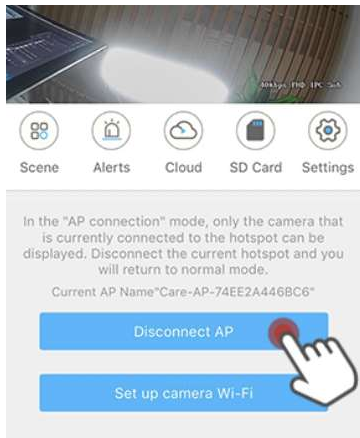 Scene Alerts Cloud SD Card Settings
In the "AP connection" mode, only the camera that
is currently connected to the hotspot can be
displayed. Disconnect the current hotspot and you
will return to normal mode.
Current AP Name"Care-AP-74EE2A446BC6"
Disconnect AP
Set up camera Wi-Fi